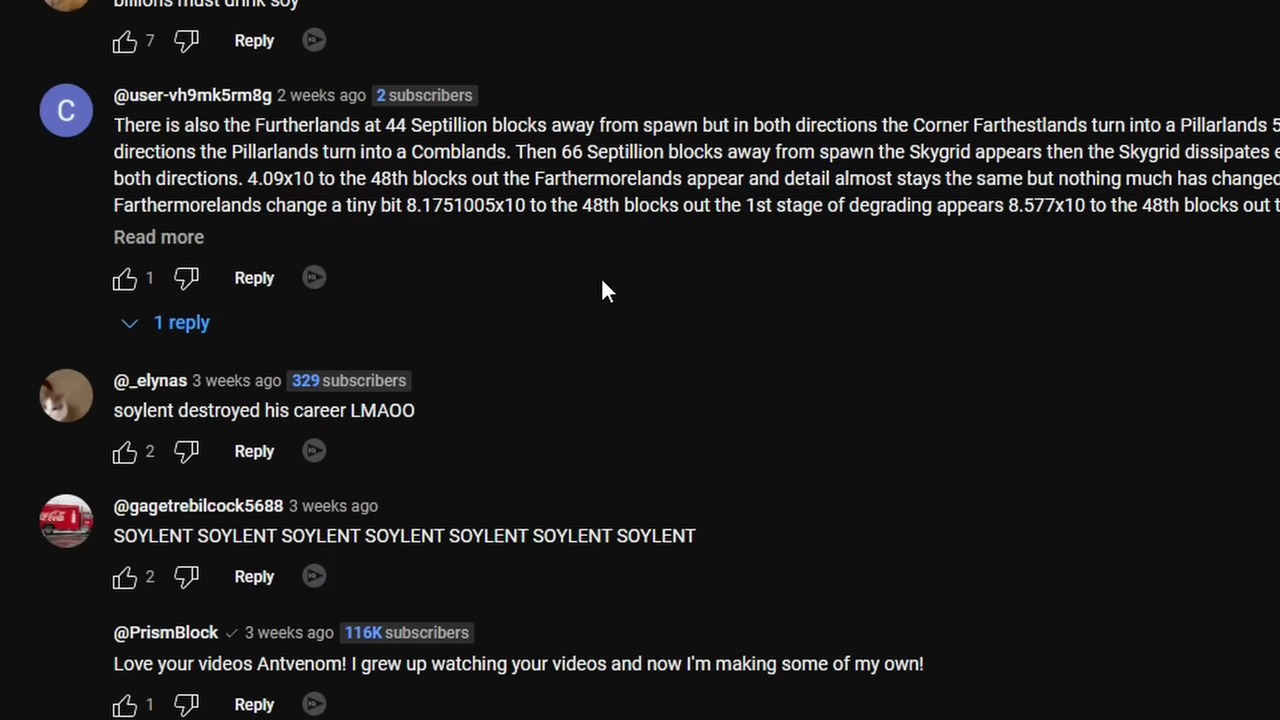 billions must drink soy
7 Reply
@user-vh9mk5rm8g 2 weeks ago 2 subscribers
There is also the Furtherlands at 44 Septillion blocks away from spawn but in both directions the Corner Farthestlands turn into a Pillarlands 5
directions the Pillarlands turn into a Comblands. Then 66 Septillion blocks away from spawn the Skygrid appears then the Skygrid dissipates e
both directions. 4.09x10 to the 48th blocks out the Farthermorelands appear and detail almost stays the same but nothing much has changed
Farthermorelands change a tiny bit 8.1751005x10 to the 48th blocks out the 1st stage of degrading appears 8.577x10 to the 48th blocks out t
Read more
1 Reply
1 reply
@_elynas 3 weeks ago 329 subscribers
soylent destroyed his career LMAOO
2 Reply
@gagetrebilcock5688 3 weeks ago
SOYLENT SOYLENT SOYLENT SOYLENT SOYLENT SOYLENT SOYLENT
2 Reply
@PrismBlock 3 weeks ago 116K subscribers
Love your videos Antvenom! I grew up watching your videos and now I'm making some of my own!
1 Reply
C